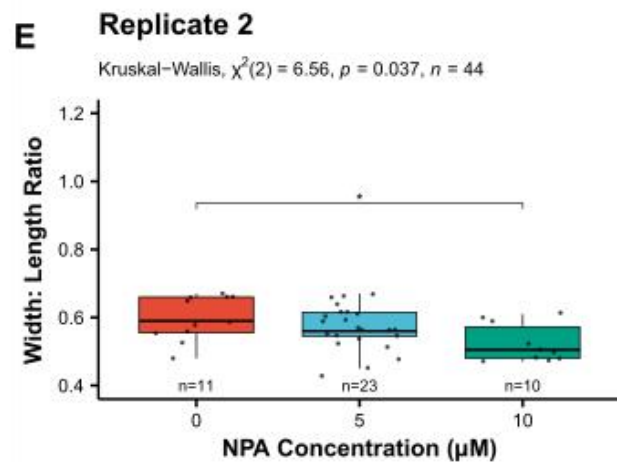 E
Replicate 2
Kruskal−Wallis, χ²(2) = 6.56, p = 0.037, n = 44
Width: Length Ratio
1.2
1.0
0.8
0.6
0.4
*
n=11
n=23
n=10
0
5
10
NPA Concentration (µM)